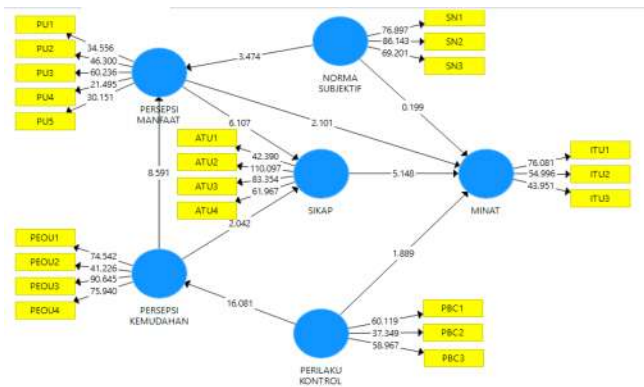 PU1
PU2
PU3
PU4
PU5
34.556
46.300
60.236
21.495
30.151
PERSEPSI
MANFAAT
3.474
NORMA
SUBJEKTIF
76.897
86.143
69.201
SN1
SN2
SN3
0.199
2.101
6.107
8.591
ATU1
ATU2
ATU3
ATU4
42.390
110.097
83.354
61.967
SIKAP
5.148
MINAT
76.081
54.996
43.951
ITU1
ITU2
ITU3
2.042
1.889
PEOU1
PEOU2
PEOU3
PEOU4
74.542
41.226
90.645
75.940
PERSEPSI
KEMUDAHAN
16.081
PERILAKU
KONTROL
60.119
37.349
58.967
PBC1
PBC2
PBC3